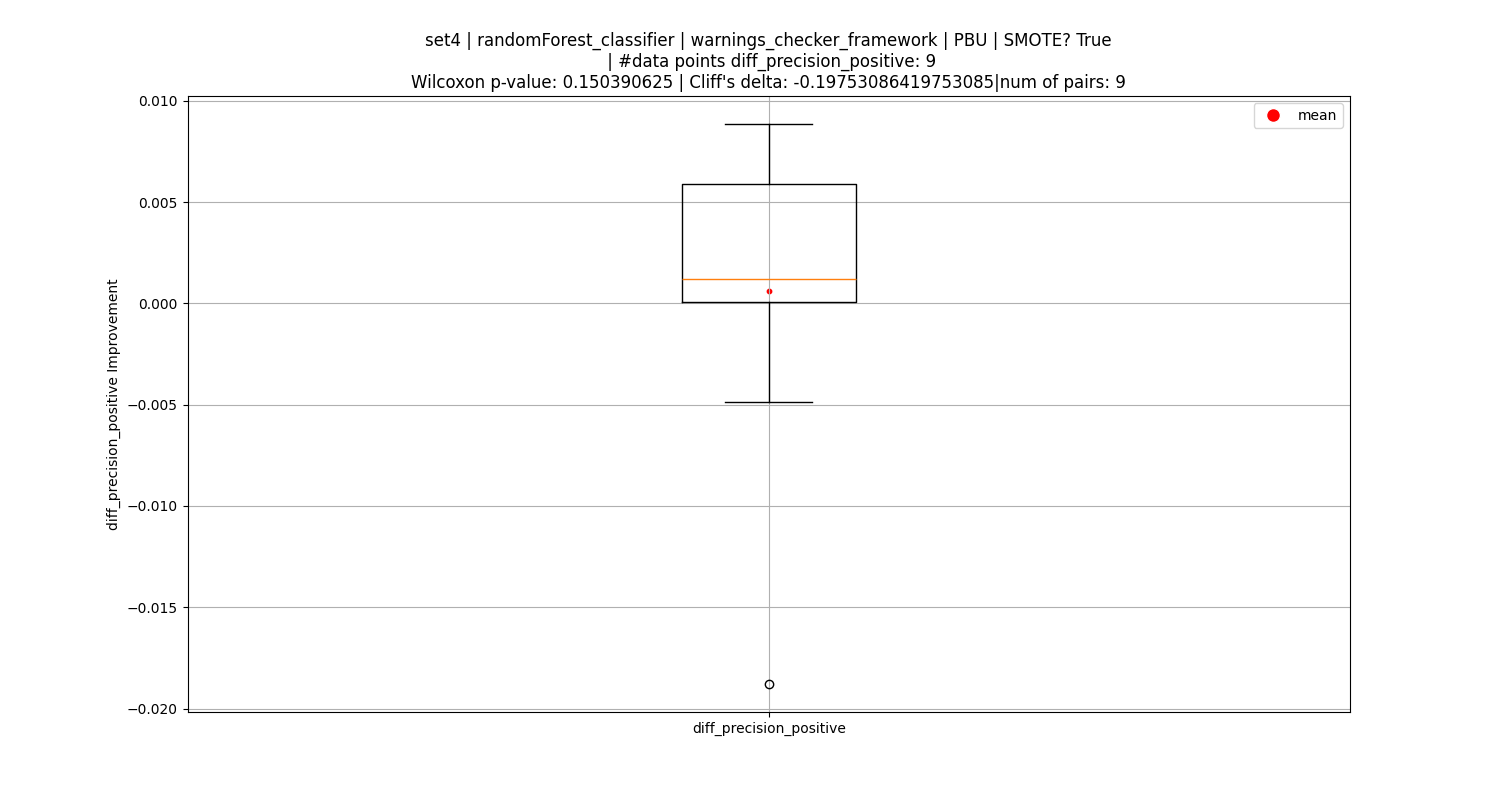 set4 | randomForest_classifier | warnings_checker_framework | PBU | SMOTE? True
| #data points diff_precision_positive: 9
Wilcoxon p-value: 0.150390625 | Cliff's delta: -0.19753086419753085|num of pairs: 9
mean
0.010
0.005
0.000
−0.005
−0.010
−0.015
−0.020
diff_precision_positive Improvement
diff_precision_positive